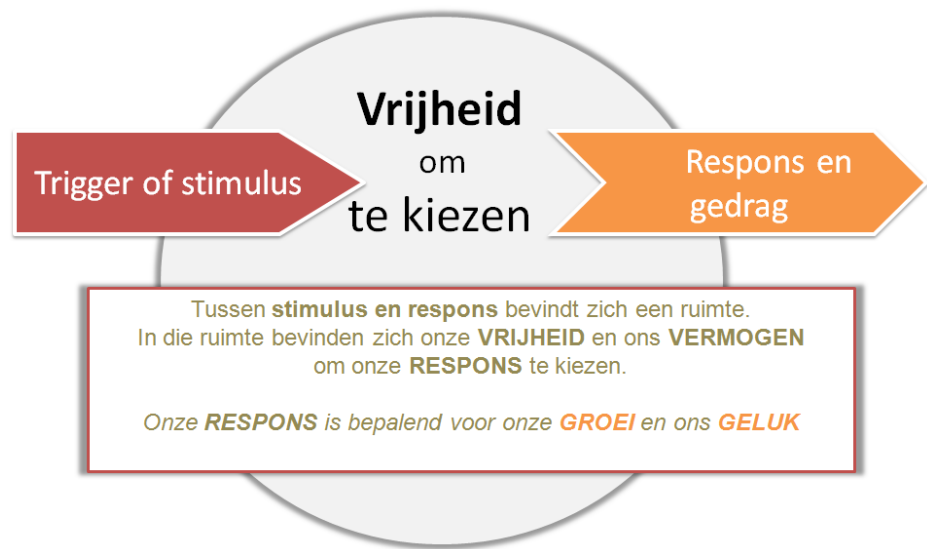 Vrijheid
om
te kiezen
Trigger of stimulus
Respons en
gedrag
Tussen stimulus en respons bevindt zich een ruimte.
In die ruimte bevinden zich onze VRIJHEID en ons VERMOGEN
om onze RESPONS te kiezen.
Onze RESPONS is bepalend voor onze GROEI en ons GELUK